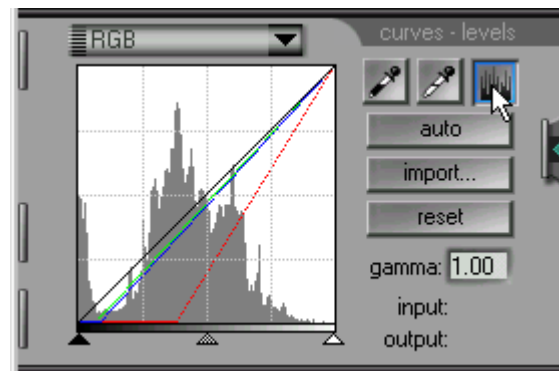 RGB
curves - levels
auto
import...
reset
gamma: 1.00
input:
output: